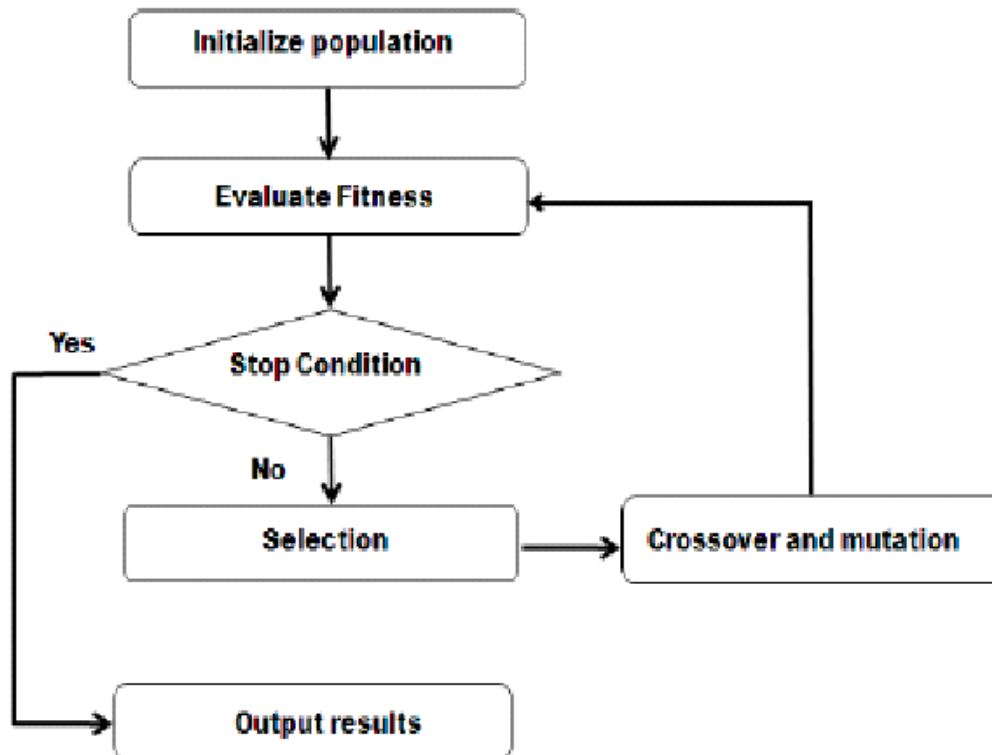 Initialize population
Evaluate Fitness
Yes
Stop Condition
No
Selection
Crossover and mutation
Output results